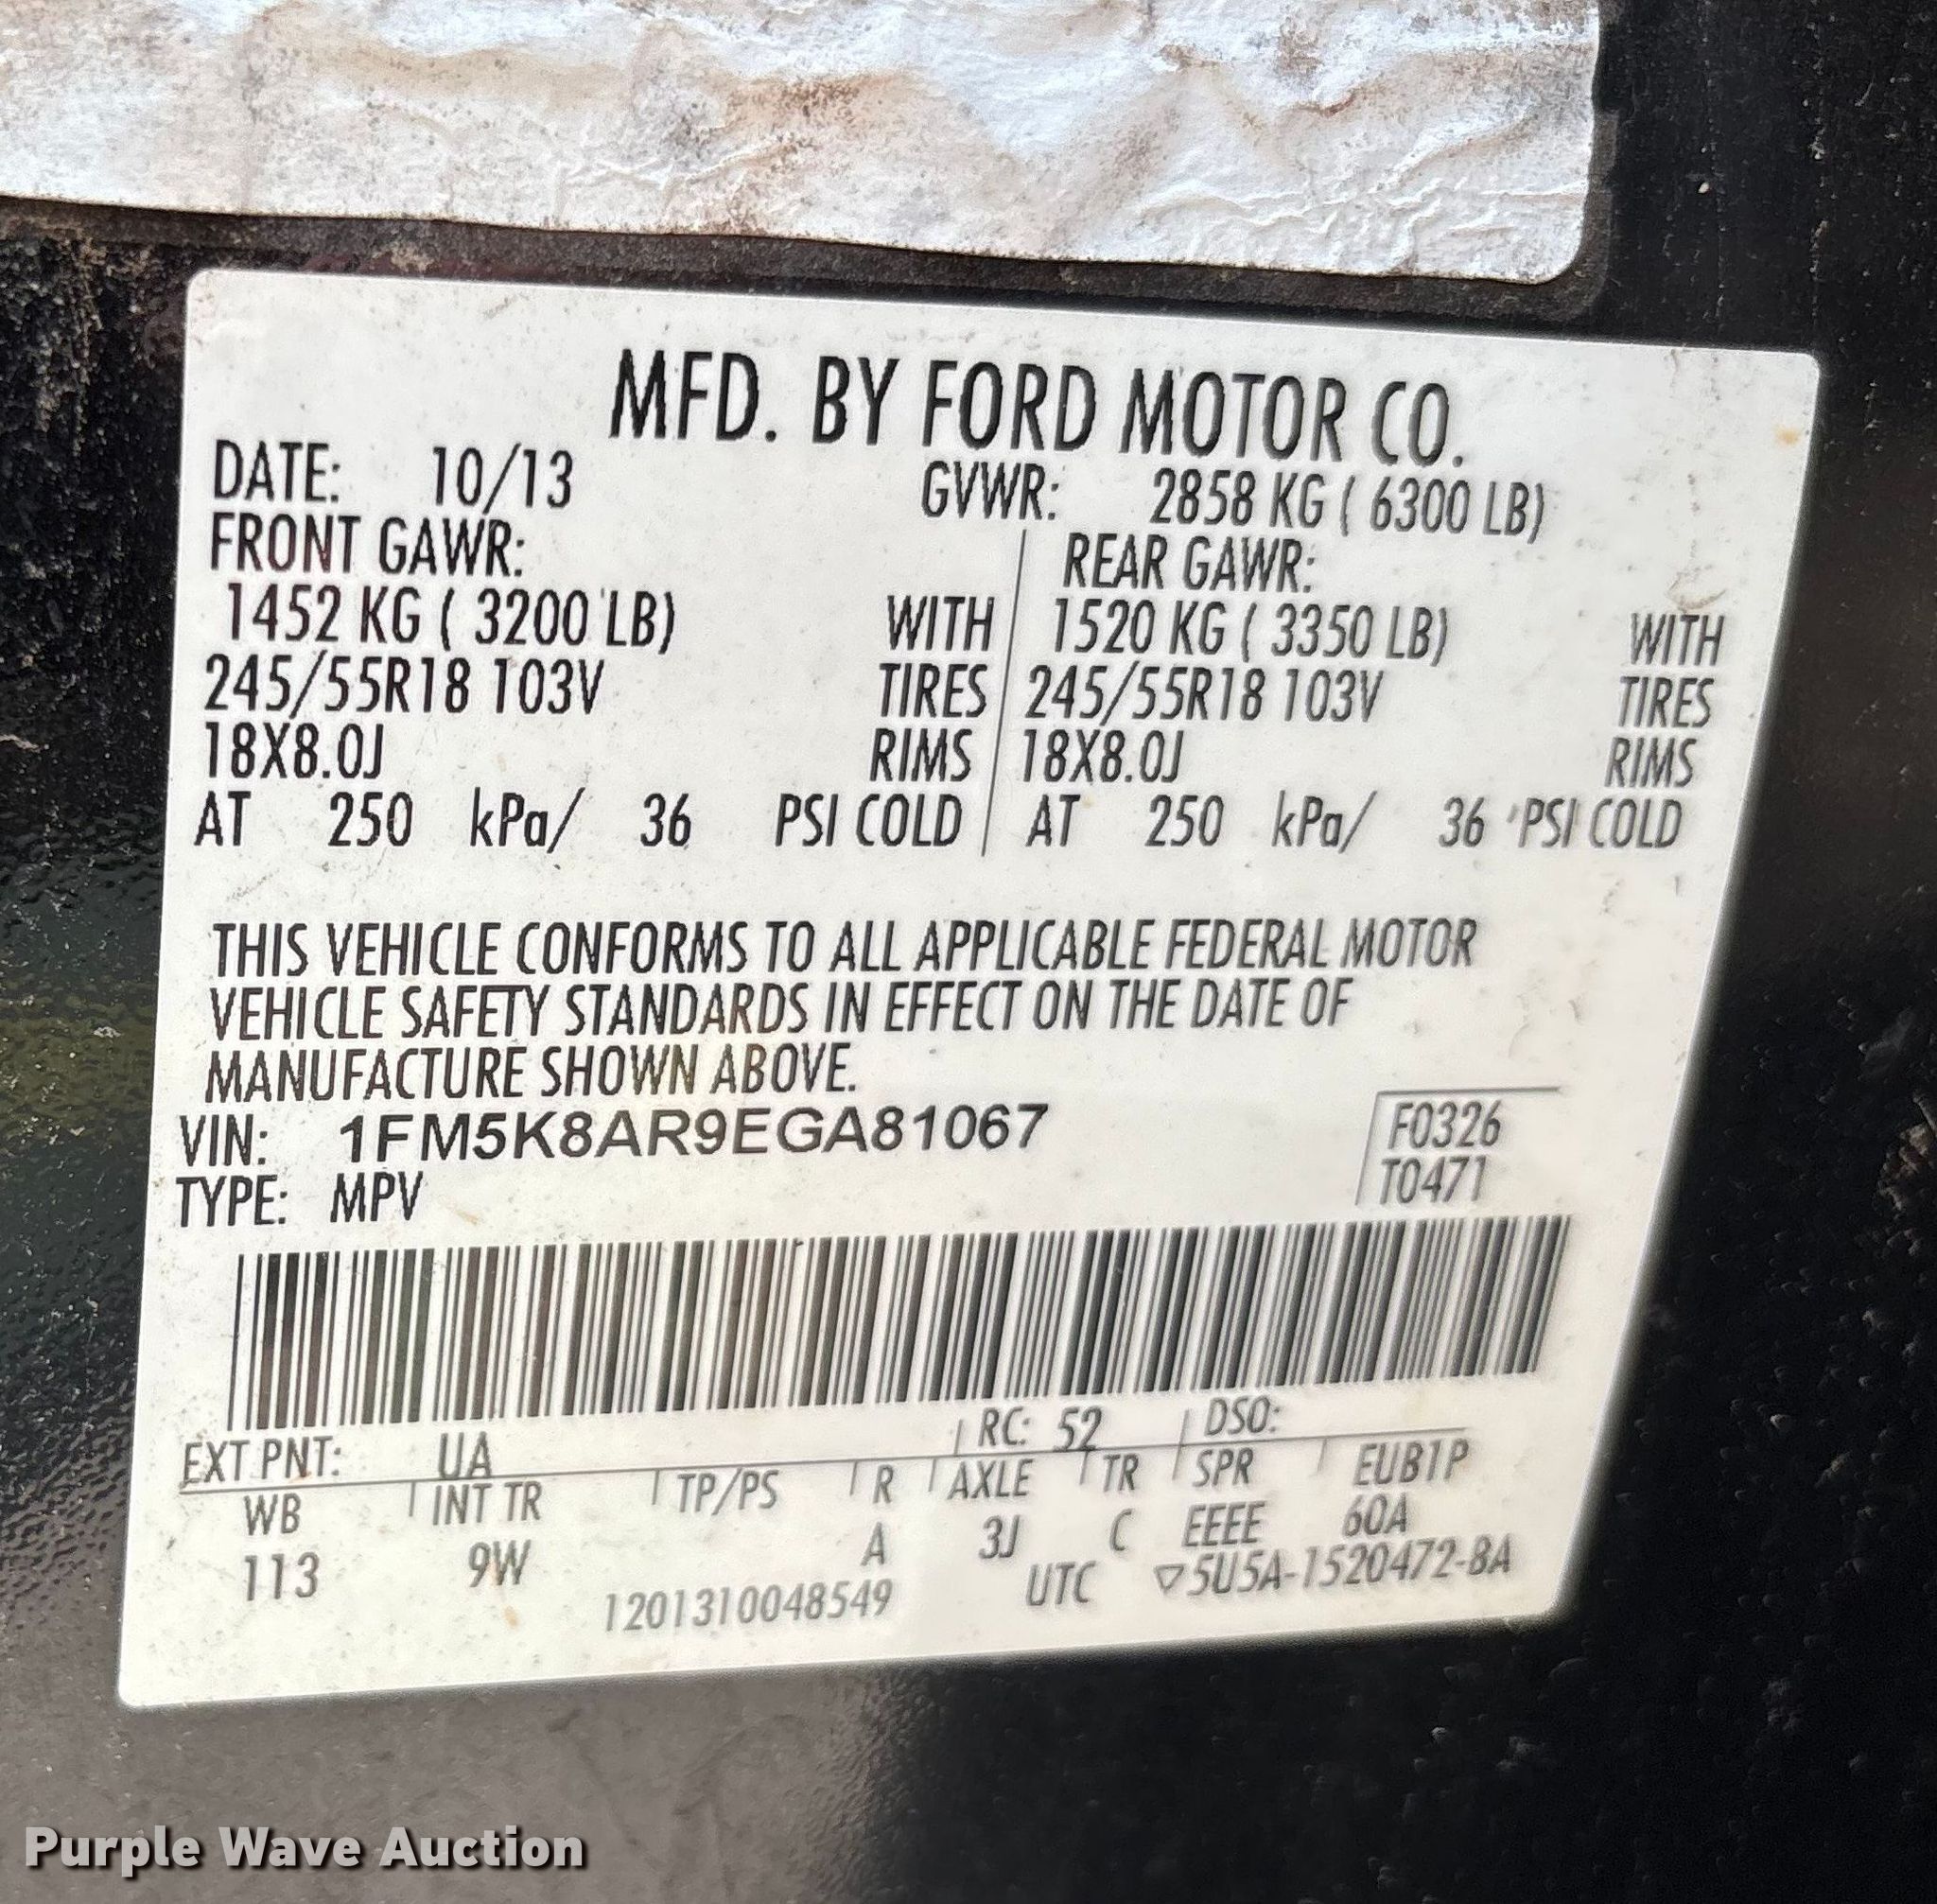 MFD. BY FORD MOTOR CO.
DATE: 10/13 GVWR: 2858 KG ( 6300 LB)
FRONT GAWR: REAR GAWR:
1452 KG ( 3200 LB) WITH 1520 KG ( 3350 LB) WITH
245/55R18 103V TIRES 245/55R18 103V TIRES
18X8.0J RIMS 18X8.0J RIMS
AT 250 kPa/ 36 PSI COLD AT 250 kPa/ 36 PSI COLD
THIS VEHICLE CONFORMS TO ALL APPLICABLE FEDERAL MOTOR
VEHICLE SAFETY STANDARDS IN EFFECT ON THE DATE OF
MANUFACTURE SHOWN ABOVE.
VIN: 1FM5K8AR9EGA81067 F0326
TYPE: MPV T0471
EXT PNT: UA RC: 52 DSO:
WB INT TR TP/PS R AXLE TR SPR EUB1P
113 9W A 3J C EEEE 60A
1201310048549 UTC ▽5U5A-1520472-BA
Purple Wave Auction